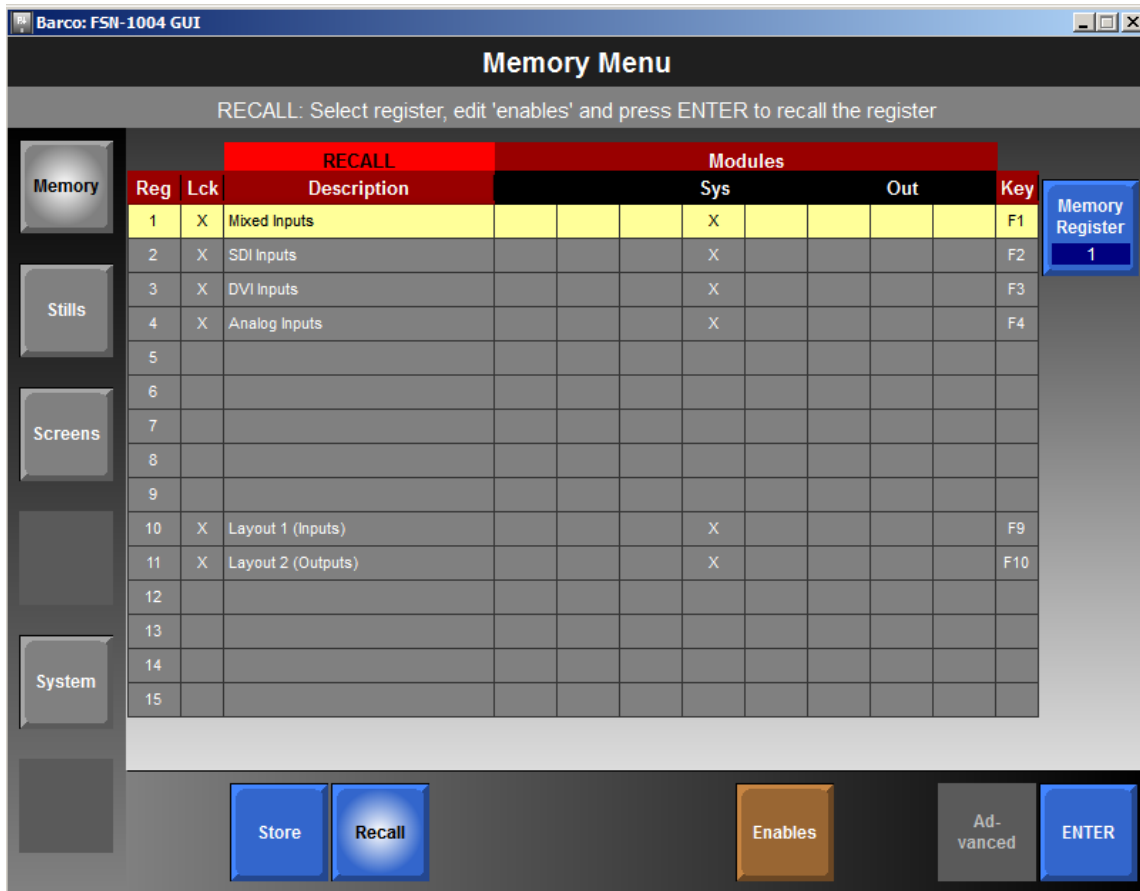 Barco: FSN-1004 GUI
Memory Menu
RECALL: Select register, edit 'enables' and press ENTER to recall the register
RECALL Modules
Reg Lck Description Sys Out Key
1 X Mixed Inputs X F1
2 X SDI Inputs X F2
3 X DVI Inputs X F3
4 X Analog Inputs X F4
5
6
7
8
9
10 X Layout 1 (Inputs) X F9
11 X Layout 2 (Outputs) X F10
12
13
14
15
Memory
Stills
Screens
System
Memory
Register
1
Store
Recall
Enables
Ad-
vanced
ENTER